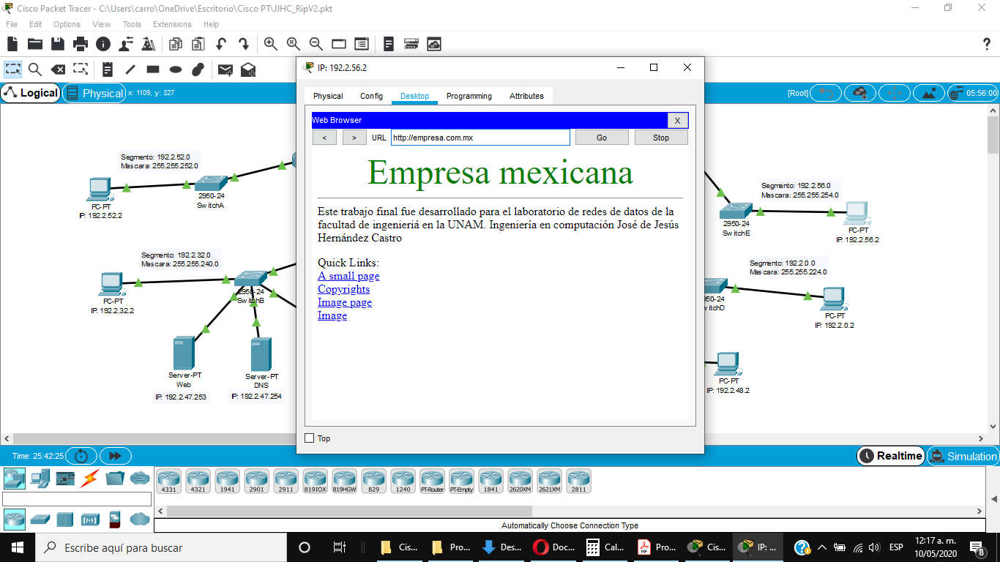 Cisco Packet Tracer - C:\Users\carro\OneDrive\Escritorio\Cisco PT\JJHC_RipV2.pkt
File Edit Options View Tools Extensions Help
Logical
Physical
x: 1109, y: 327
[Root]
05:56:00
IP: 192.2.56.2
Physical Config Desktop Programming Attributes
Web Browser
X
< > URL http://empresa.com.mx Go Stop
Empresa mexicana
Este trabajo final fue desarrollado para el laboratorio de redes de datos de la
facultad de ingenieriá en la UNAM. Ingeniería en computación José de Jesús
Hernández Castro
Quick Links:
A small page
Copyrights
Image page
Image
Top
Segmento: 192.2.52.0
Mascara: 255.255.252.0
PC-PT
IP: 192.2.52.2
2950-24
SwitchA
Segmento: 192.2.32.0
Mascara: 255.255.240.0
PC-PT
IP: 192.2.32.2
2950-24
SwitchB
Server-PT
Web
IP: 192.2.47.253
Server-PT
DNS
IP: 192.2.47.254
Segmento: 192.2.56.0
Mascara: 255.255.254.0
2950-24
SwitchE
PC-PT
IP: 192.2.56.2
Segmento: 192.2.0.0
Mascara: 255.255.224.0
950-24
witchD
PC-PT
IP: 192.2.0.2
PC-PT
IP: 192.2.48.2
Time: 25:42:25
Realtime
Simulation
4331 4321 1941 2901 2911 819IOX 819HGW 829 1240 PT-Router PT-Empty 1841 2620XM 2621XM 2811
Automatically Choose Connection Type
Escribe aquí para buscar
Cis... Pro... Des... Doc... Cal... Pro... Cis... IP: ...
ESP
12:17 a. m.
10/05/2020
8